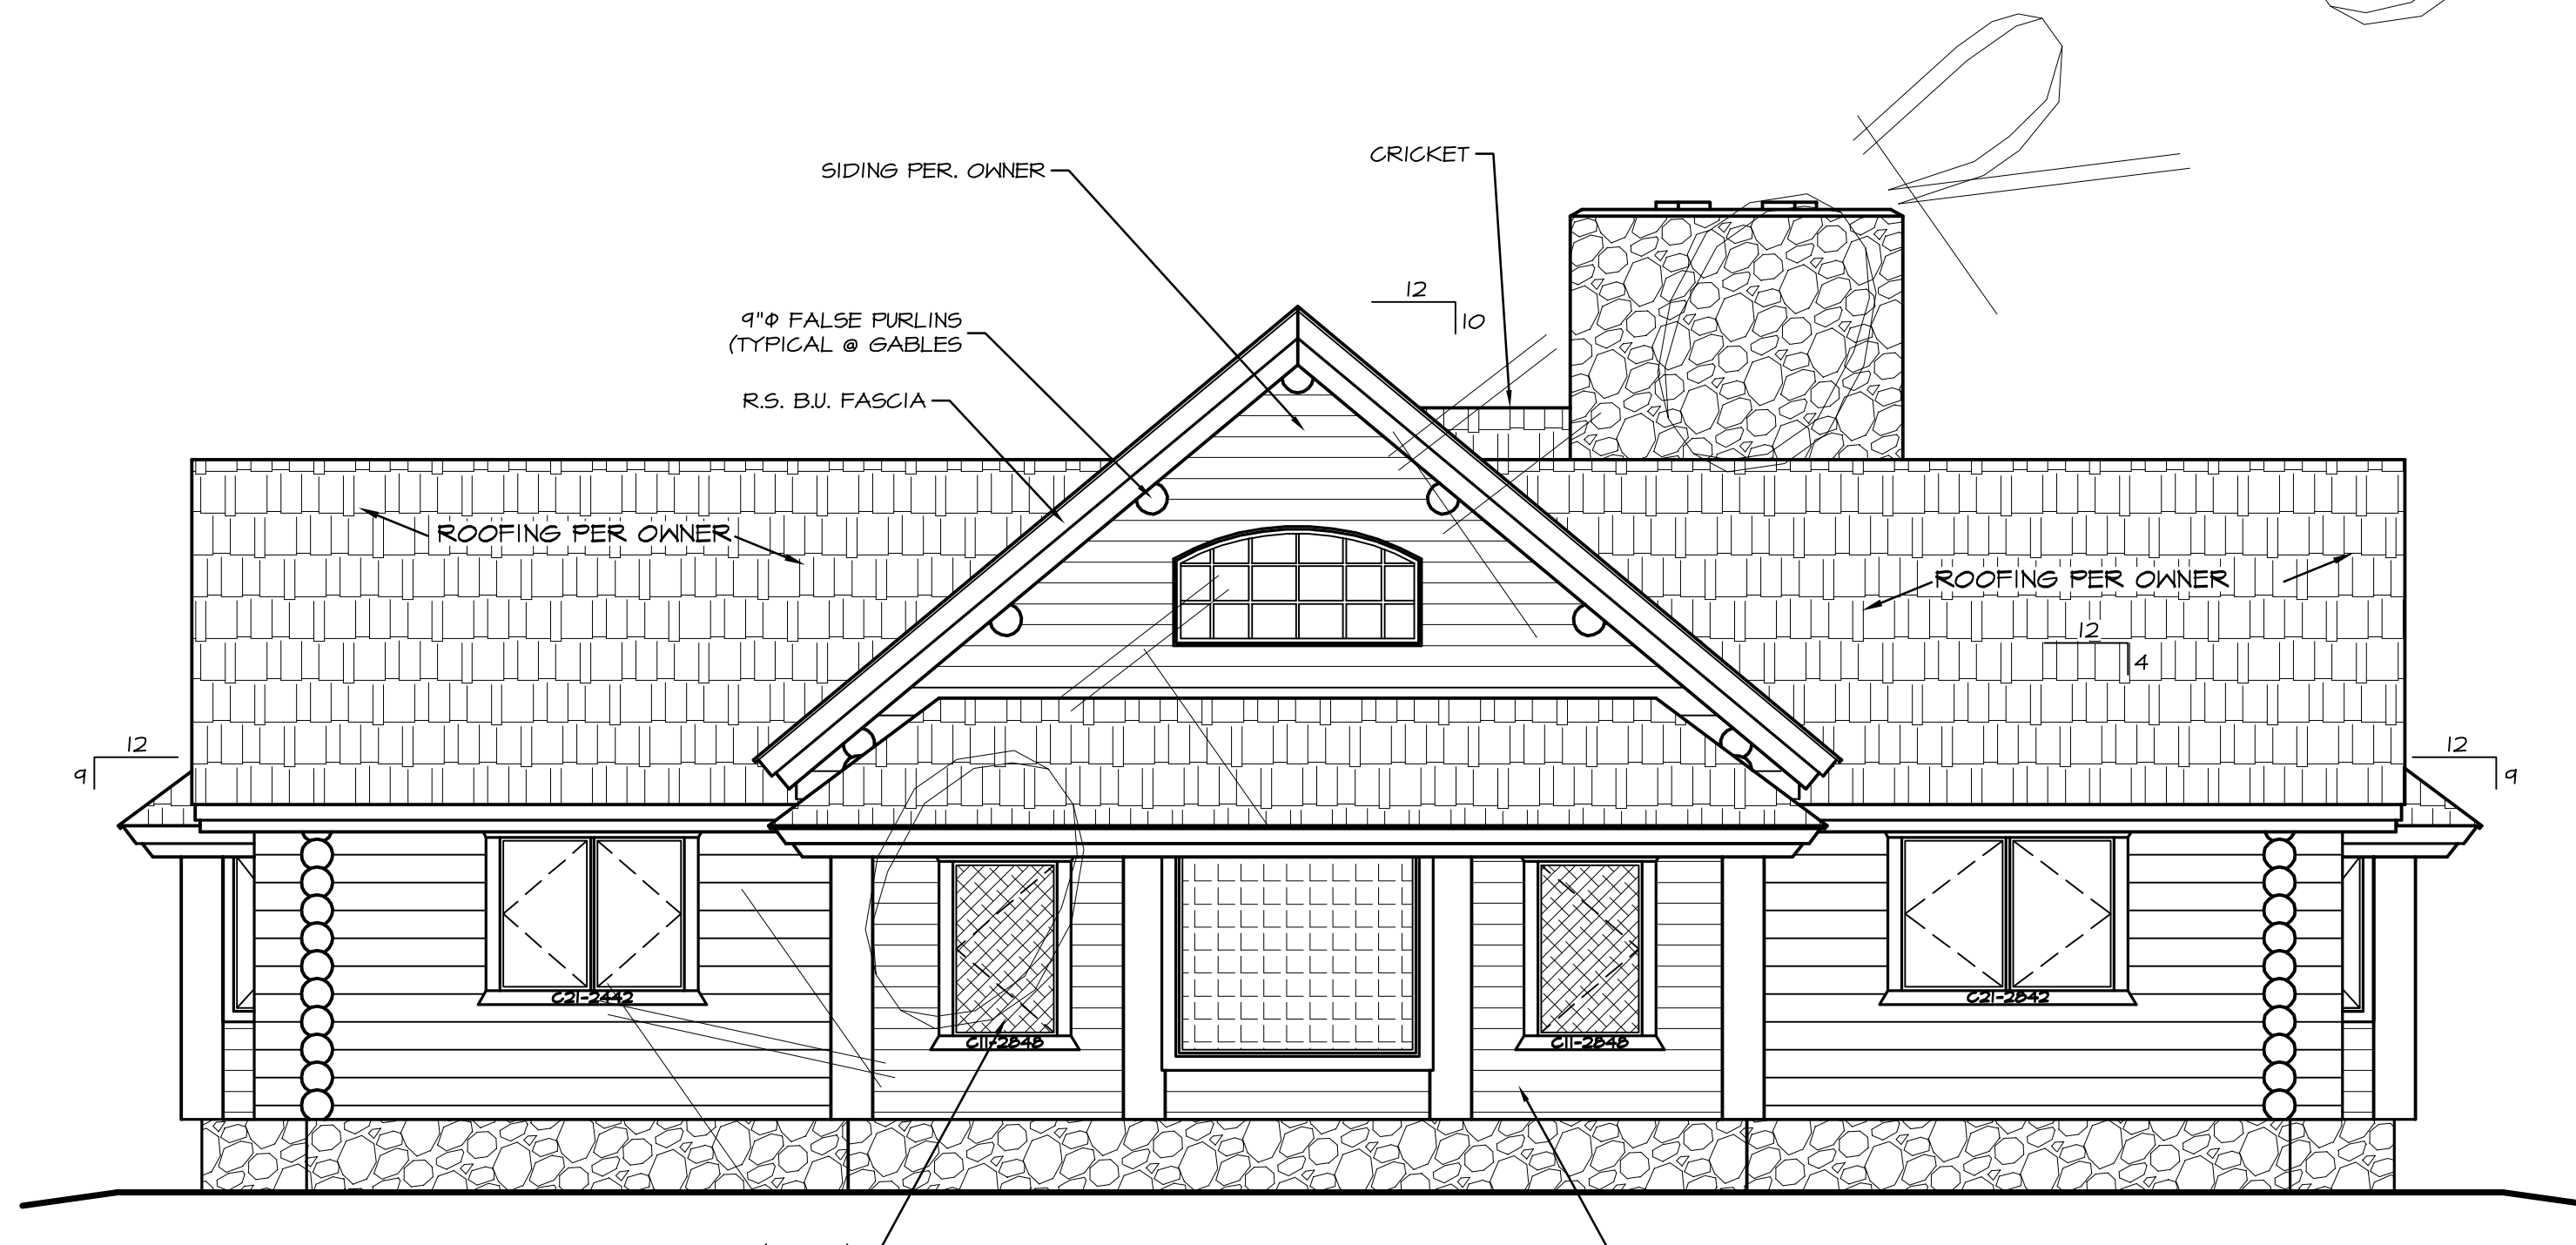 CRICKET
SIDING PER. OWNER
12
10
9"Φ FALSE PURLINS
(TYPICAL @ GABLES
R.S. B.U. FASCIA
ROOFING PER OWNER
ROOFING PER OWNER
12
4
12
9
12
9
C21-2442
C21-2842
C11-2848
C11-2848